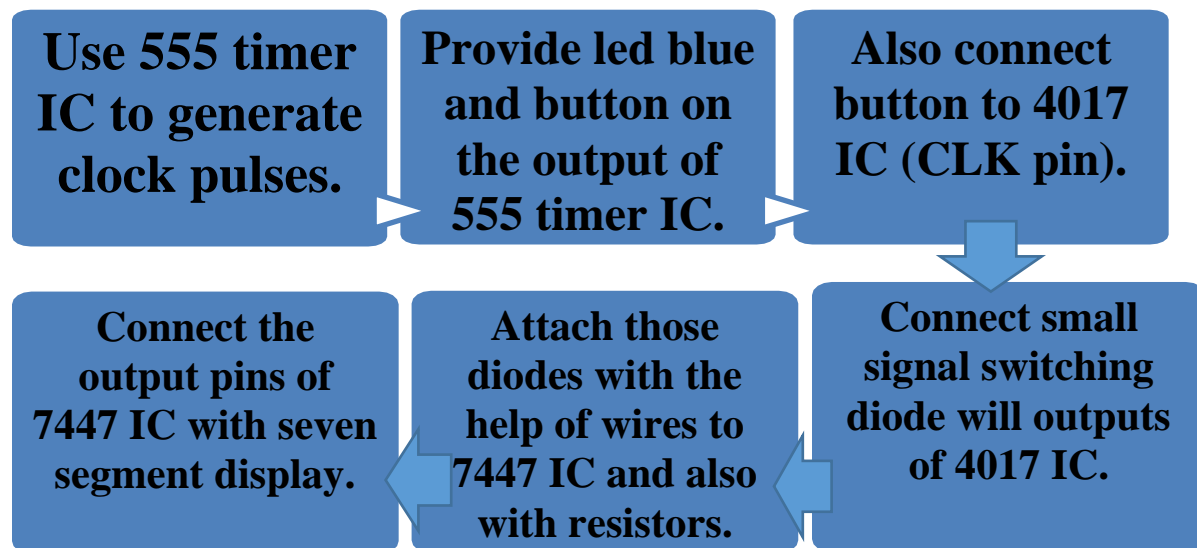 Use 555 timer
IC to generate
clock pulses.
Provide led blue
and button on
the output of
555 timer IC.
Also connect
button to 4017
IC (CLK pin).
Connect small
signal switching
diode will outputs
of 4017 IC.
Attach those
diodes with the
help of wires to
7447 IC and also
with resistors.
Connect the
output pins of
7447 IC with seven
segment display.